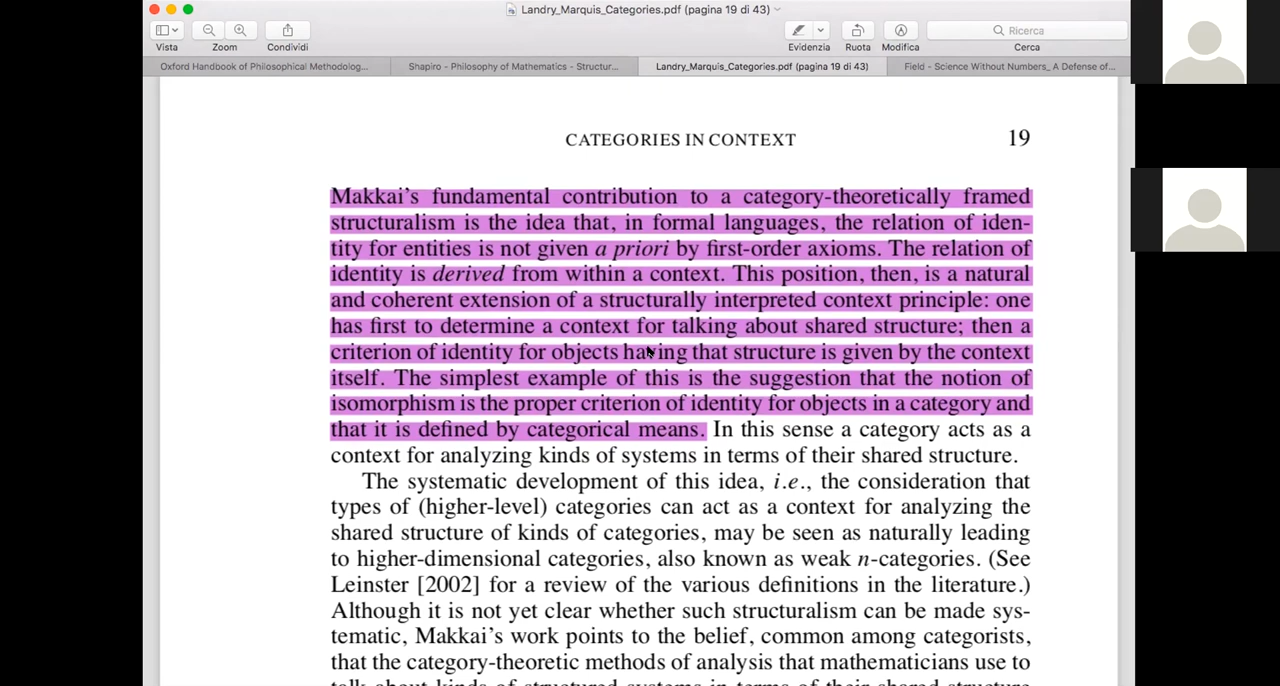 Landry_Marquis_Categories.pdf (pagina 19 di 43)
Vista
Zoom
Condividi
Evidenzia
Ruota
Modifica
Ricerca
Cerca
Oxford Handbook of Philosophical Methodolog...
Shapiro - Philosophy of Mathematics - Structur...
Landry_Marquis_Categories.pdf (pagina 19 di 43)
Field - Science Without Numbers_ A Defense of...
CATEGORIES IN CONTEXT 19
Makkai's fundamental contribution to a category-theoretically framed
structuralism is the idea that, in formal languages, the relation of iden-
tity for entities is not given a priori by first-order axioms. The relation of
identity is derived from within a context. This position, then, is a natural
and coherent extension of a structurally interpreted context principle: one
has first to determine a context for talking about shared structure; then a
criterion of identity for objects having that structure is given by the context
itself. The simplest example of this is the suggestion that the notion of
isomorphism is the proper criterion of identity for objects in a category and
that it is defined by categorical means. In this sense a category acts as a
context for analyzing kinds of systems in terms of their shared structure.
The systematic development of this idea, i.e., the consideration that
types of (higher-level) categories can act as a context for analyzing the
shared structure of kinds of categories, may be seen as naturally leading
to higher-dimensional categories, also known as weak n-categories. (See
Leinster [2002] for a review of the various definitions in the literature.)
Although it is not yet clear whether such structuralism can be made sys-
tematic, Makkai's work points to the belief, common among categorists,
that the category-theoretic methods of analysis that mathematicians use to
talk about kinds of structured systems in terms of their shared structure